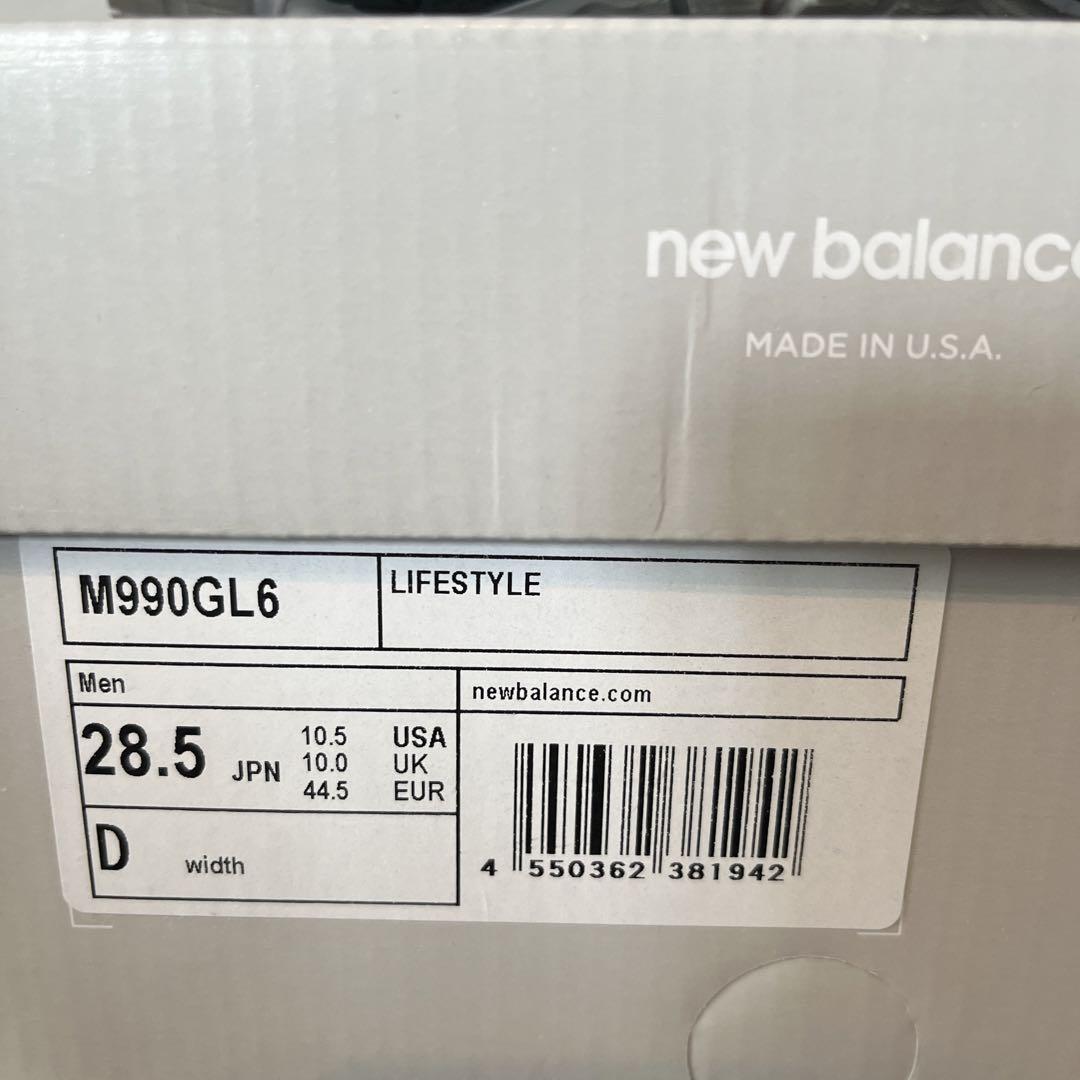 new balance
MADE IN U.S.A.
M990GL6
LIFESTYLE
Men
newbalance.com
28.5 JPN
10.5 USA
10.0 UK
44.5 EUR
D width
4 550362 381942